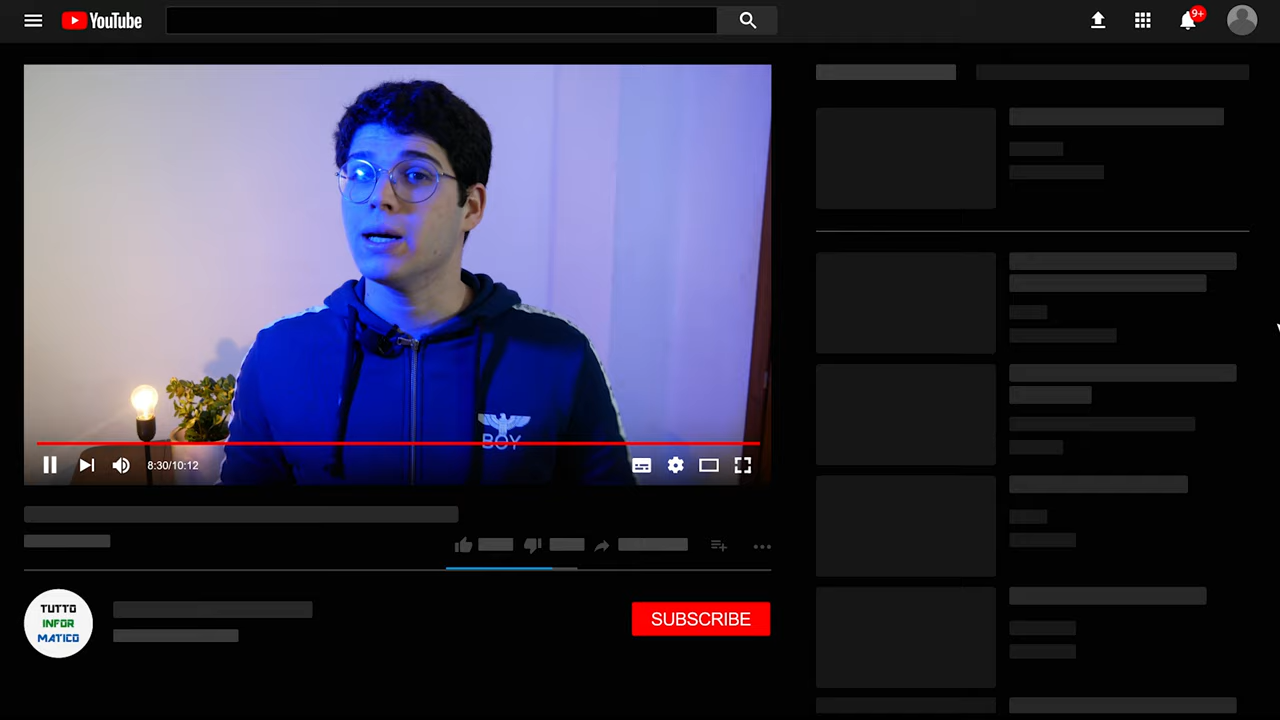 YouTube
9+
BOY
8:30/10:12
TUTTO
INFOR
MATICO
SUBSCRIBE